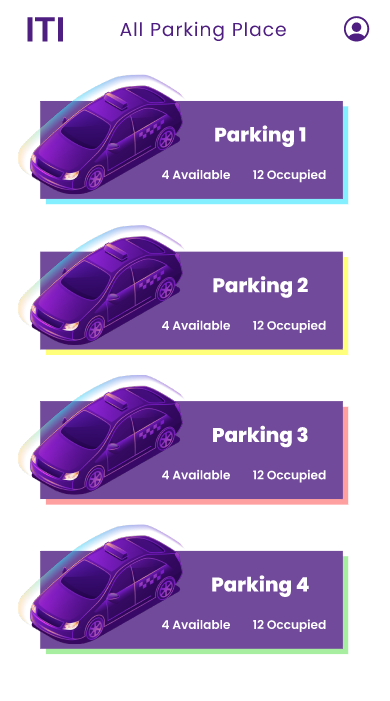 ITI
All Parking Place
Parking 1
4 Available 12 Occupied
Parking 2
4 Available 12 Occupied
Parking 3
4 Available 12 Occupied
Parking 4
4 Available 12 Occupied